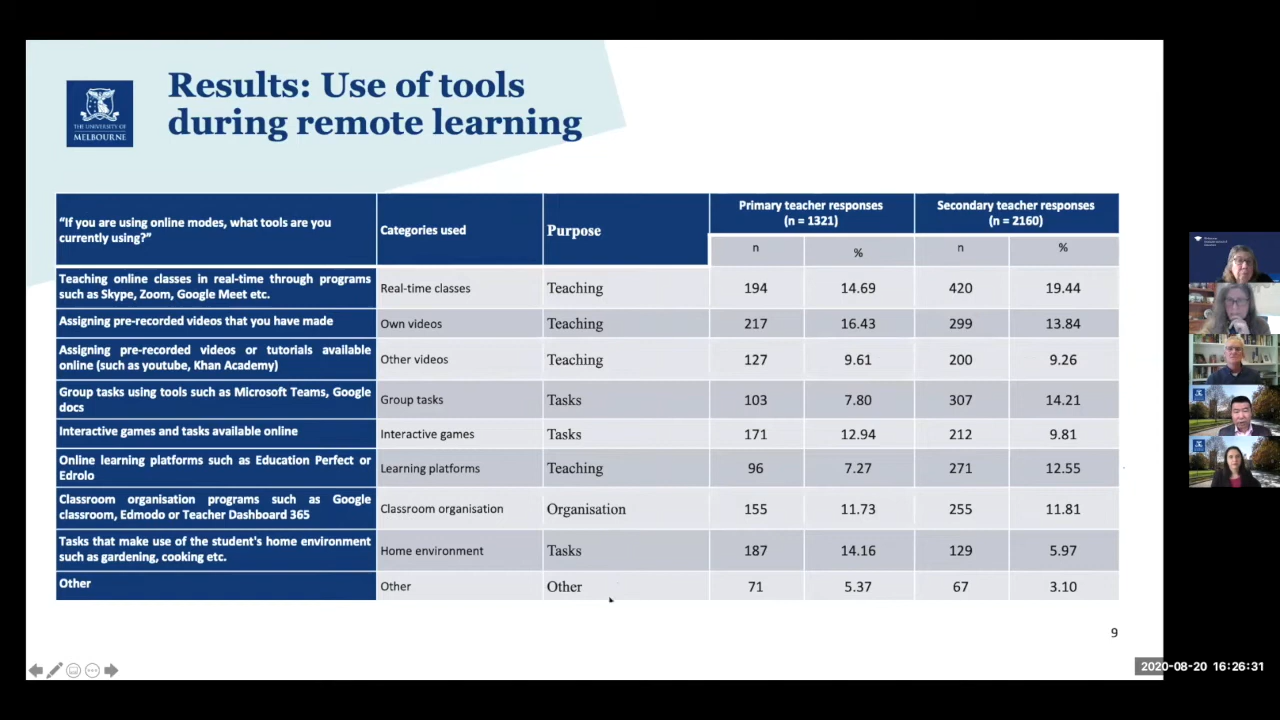 Results: Use of tools
during remote learning
THE UNIVERSITY OF
MELBOURNE
“If you are using online modes, what tools are you
currently using?”
Categories used
Purpose
Primary teacher responses
(n = 1321)
Secondary teacher responses
(n = 2160)
n
%
n
%
Teaching online classes in real-time through programs
such as Skype, Zoom, Google Meet etc.
Real-time classes
Teaching
194
14.69
420
19.44
Assigning pre-recorded videos that you have made
Own videos
Teaching
217
16.43
299
13.84
Assigning pre-recorded videos or tutorials available
online (such as youtube, Khan Academy)
Other videos
Teaching
127
9.61
200
9.26
Group tasks using tools such as Microsoft Teams, Google
docs
Group tasks
Tasks
103
7.80
307
14.21
Interactive games and tasks available online
Interactive games
Tasks
171
12.94
212
9.81
Online learning platforms such as Education Perfect or
Edrolo
Learning platforms
Teaching
96
7.27
271
12.55
Classroom organisation programs such as Google
classroom, Edmodo or Teacher Dashboard 365
Classroom organisation
Organisation
155
11.73
255
11.81
Tasks that make use of the student's home environment
such as gardening, cooking etc.
Home environment
Tasks
187
14.16
129
5.97
Other
Other
Other
71
5.37
67
3.10
9
2020-08-20 16:26:31